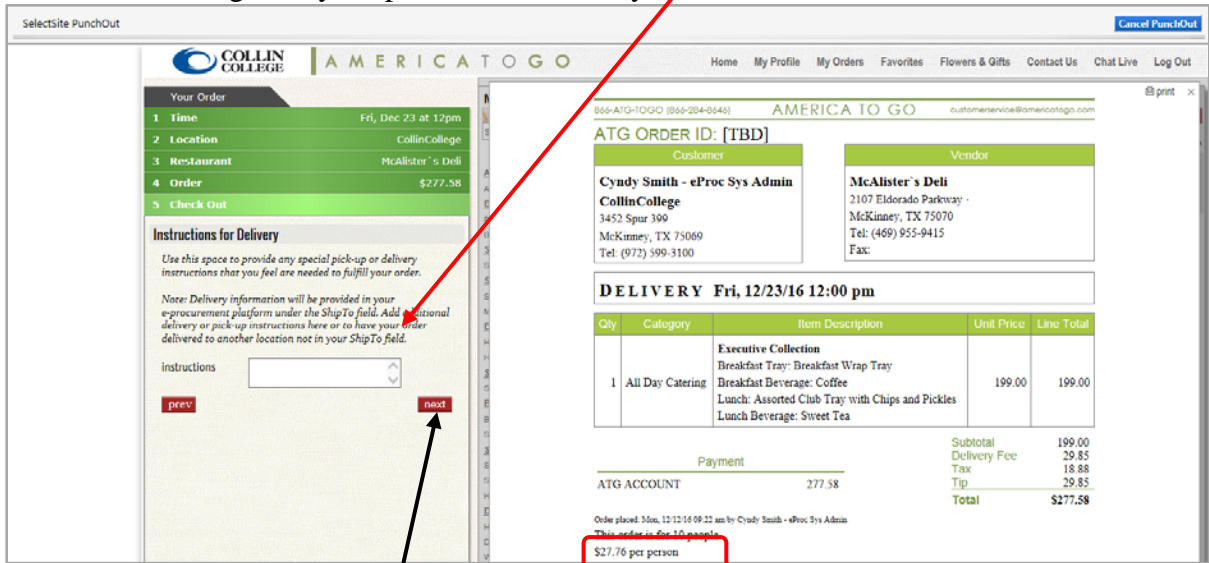 SelectSite PunchOut
Cancel PunchOut
COLLIN
COLLEGE
AMERICA TO GO
Home My Profile My Orders Favorites Flowers & Gifts Contact Us Chat Live Log Out
Your Order
1 Time Fri, Dec 23 at 12pm
2 Location CollinCollege
3 Restaurant McAlister`s Deli
4 Order $277.58
5 Check Out
Instructions for Delivery
Use this space to provide any special pick-up or delivery
instructions that you feel are needed to fulfill your order.
Note: Delivery information will be provided in your
e-procurement platform under the ShipTo field. Add additional
delivery or pick-up instructions here or to have your order
delivered to another location not in your ShipTo field.
instructions
prev next
print ×
866-ATG-TOGO (866-284-8646) AMERICA TO GO customerservice@americatogo.com
ATG ORDER ID: [TBD]
Customer
Cyndy Smith - eProc Sys Admin
CollinCollege
3452 Spur 399
McKinney, TX 75069
Tel: (972) 599-3100
Vendor
McAlister`s Deli
2107 Eldorado Parkway -
McKinney, TX 75070
Tel: (469) 955-9415
Fax:
DELIVERY Fri, 12/23/16 12:00 pm
Qty Category Item Description Unit Price Line Total
Executive Collection
Breakfast Tray: Breakfast Wrap Tray
1 All Day Catering Breakfast Beverage: Coffee 199.00 199.00
Lunch: Assorted Club Tray with Chips and Pickles
Lunch Beverage: Sweet Tea
Subtotal 199.00
Delivery Fee 29.85
Tax 18.88
Tip 29.85
Total $277.58
Payment
ATG ACCOUNT 277.58
Order placed: Mon, 12/12/16 09:22 am by Cyndy Smith - eProc Sys Admin
This order is for 10 people
$27.76 per person